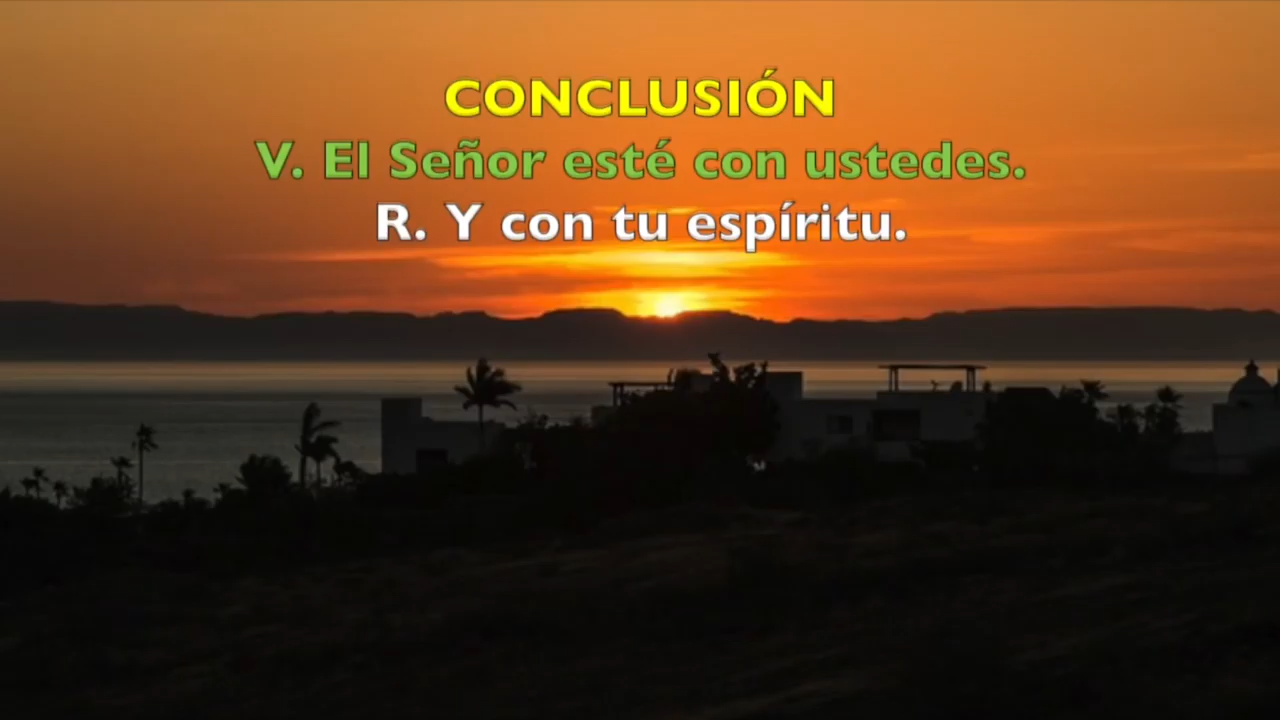 CONCLUSIÓN
V. El Señor esté con ustedes.
R. Y con tu espíritu.